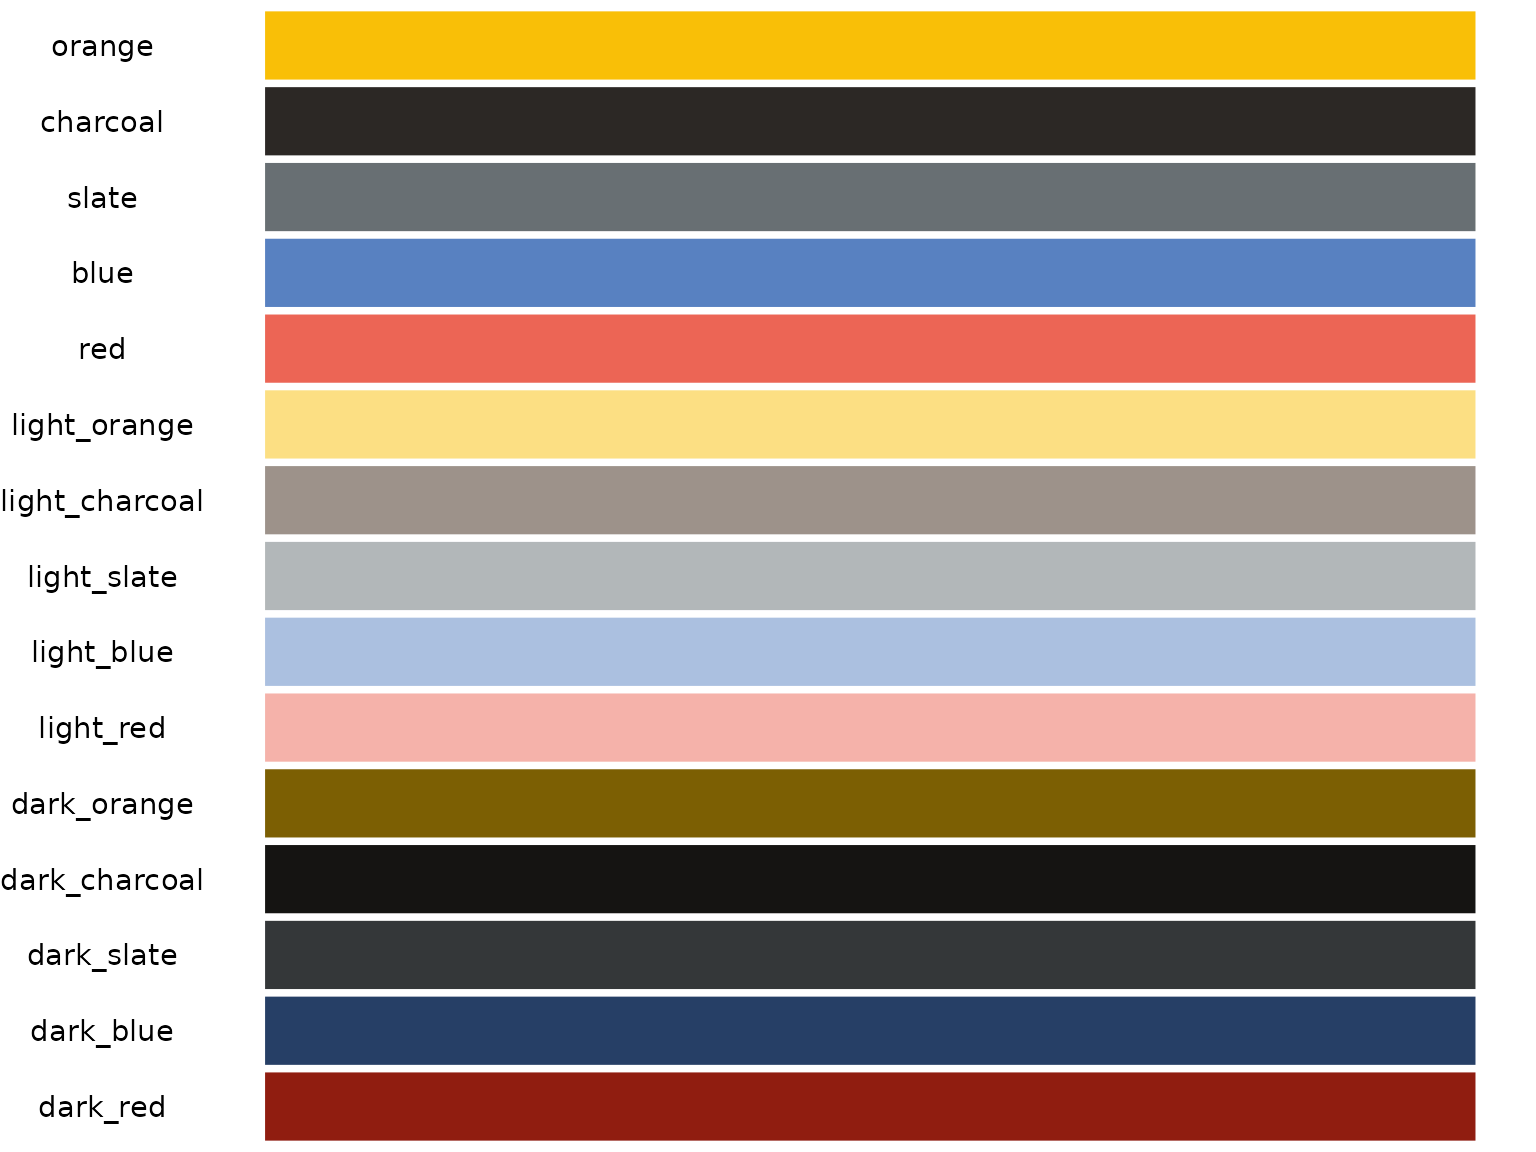 orange
charcoal
slate
blue
red
light_orange
light_charcoal
light_slate
light_blue
light_red
dark_orange
dark_charcoal
dark_slate
dark_blue
dark_red